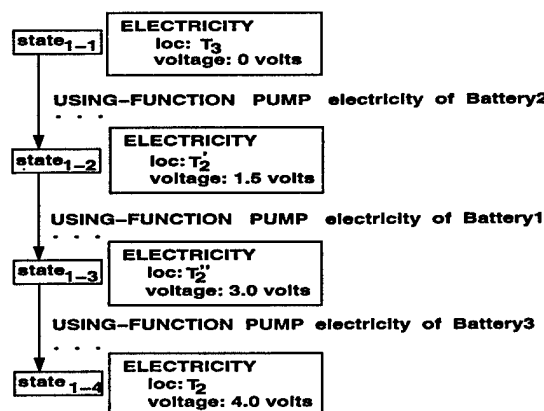 ELECTRICITY
state1–1
loc: T3
voltage: 0 volts
USING–FUNCTION PUMP electricity of Battery2
. . .
ELECTRICITY
state1–2
loc: T2'
voltage: 1.5 volts
USING–FUNCTION PUMP electricity of Battery1
. . .
ELECTRICITY
state1–3
loc: T2''
voltage: 3.0 volts
USING–FUNCTION PUMP electricity of Battery3
. . .
ELECTRICITY
state1–4
loc: T2
voltage: 4.0 volts